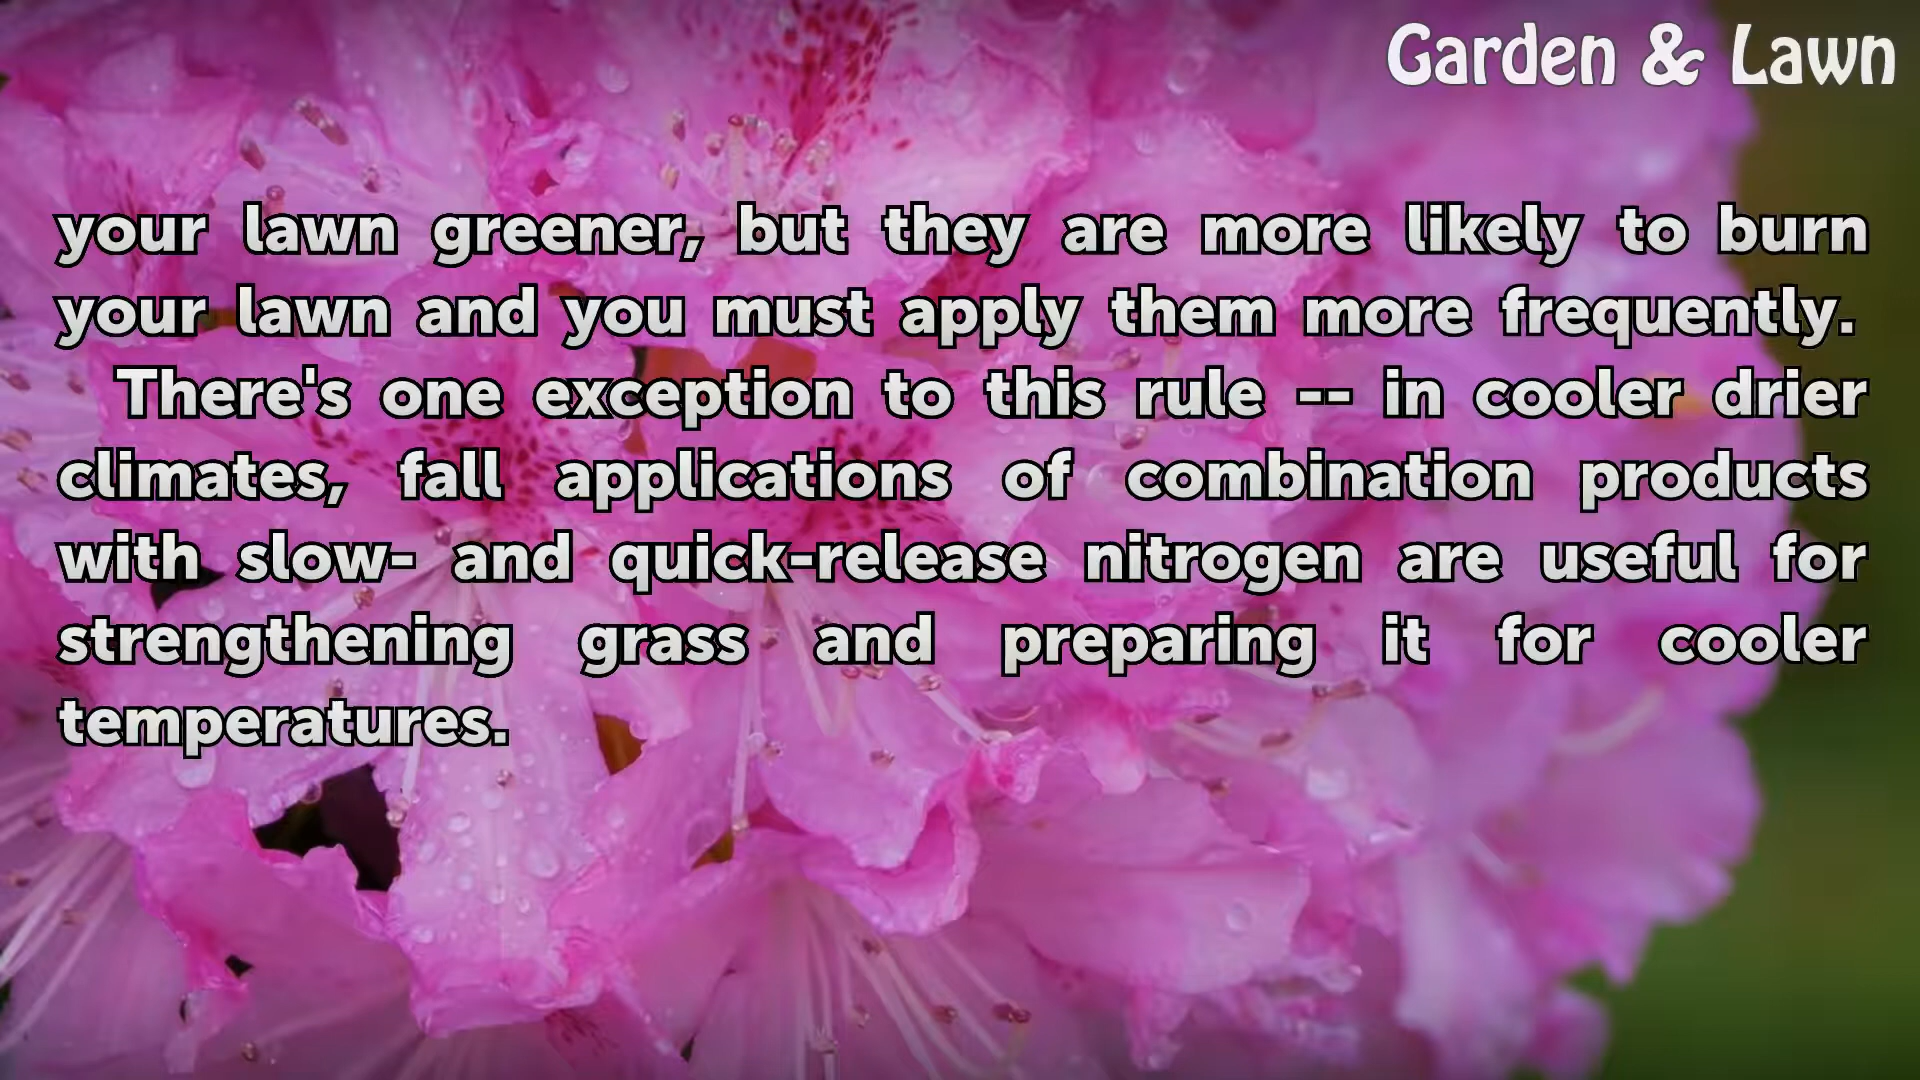 Garden & Lawn
your lawn greener, but they are more likely to burn
your lawn and you must apply them more frequently.
There's one exception to this rule -- in cooler drier
climates, fall applications of combination products
with slow- and quick-release nitrogen are useful for
strengthening grass and preparing it for cooler
temperatures.